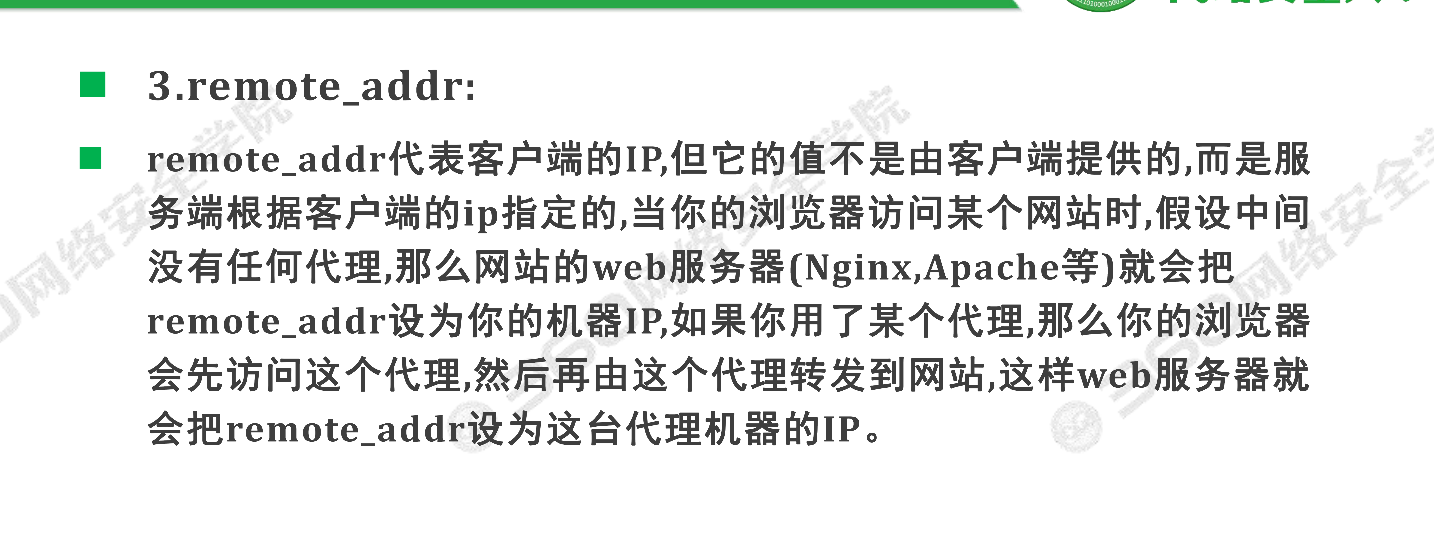 3.remote_addr:
remote_addr代表客户端的IP,但它的值不是由客户端提供的,而是服
务端根据客户端的ip指定的,当你的浏览器访问某个网站时,假设中间
没有任何代理,那么网站的web服务器(Nginx,Apache等)就会把
remote_addr设为你的机器IP,如果你用了某个代理,那么你的浏览器
会先访问这个代理,然后再由这个代理转发到网站,这样web服务器就
会把remote_addr设为这台代理机器的IP。
360网络安全学院